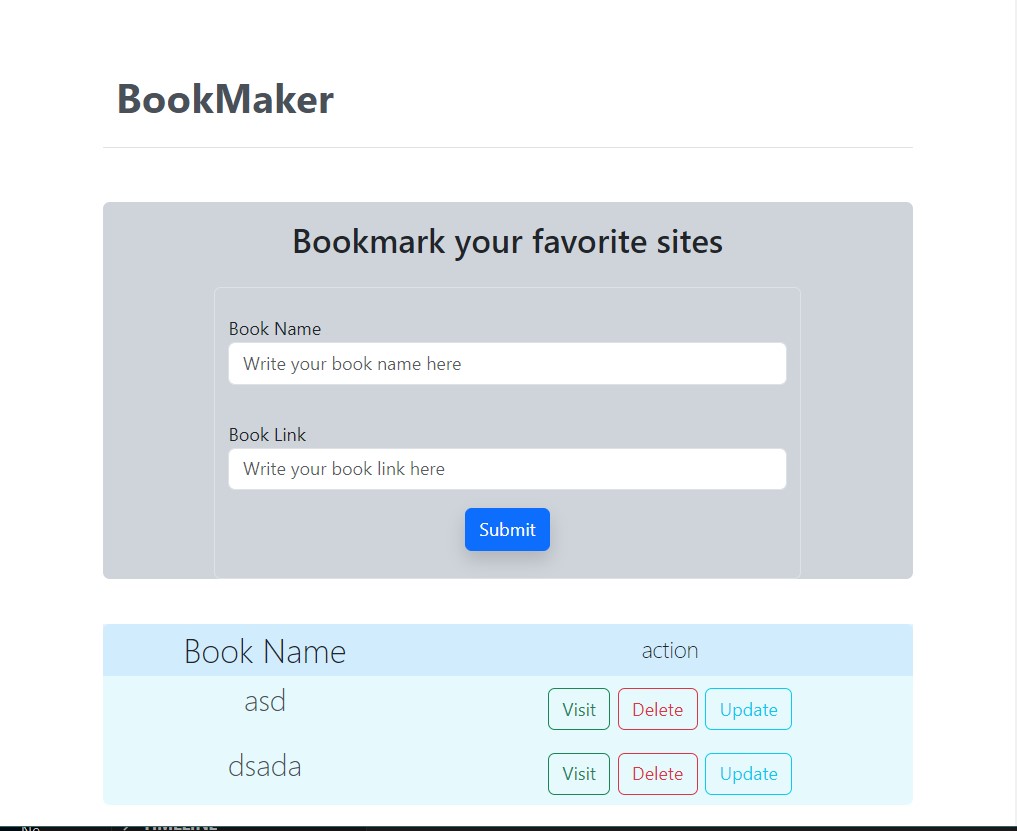 BookMaker
Bookmark your favorite sites
Book Name
Write your book name here
Book Link
Write your book link here
Submit
Book Name action
asd Visit Delete Update
dsada Visit Delete Update